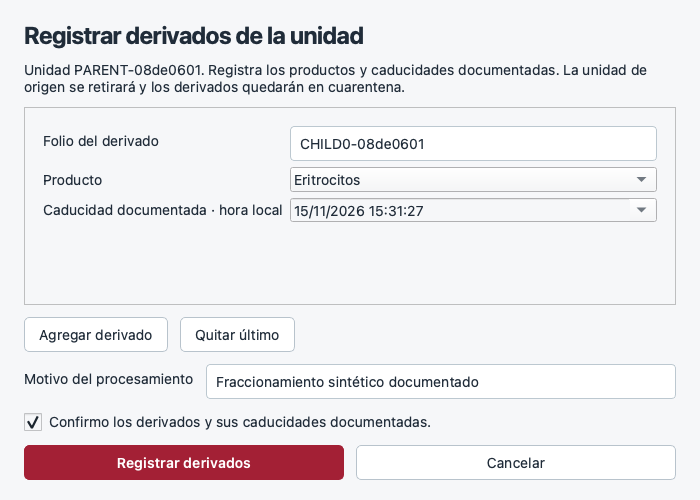 Registrar derivados de la unidad
Unidad PARENT-08de0601. Registra los productos y caducidades documentadas. La unidad de
origen se retirará y los derivados quedarán en cuarentena.
Folio del derivado
CHILD0-08de0601
Producto
Eritrocitos
Caducidad documentada · hora local
15/11/2026 15:31:27
Agregar derivado
Quitar último
Motivo del procesamiento
Fraccionamiento sintético documentado
Confirmo los derivados y sus caducidades documentadas.
Registrar derivados
Cancelar